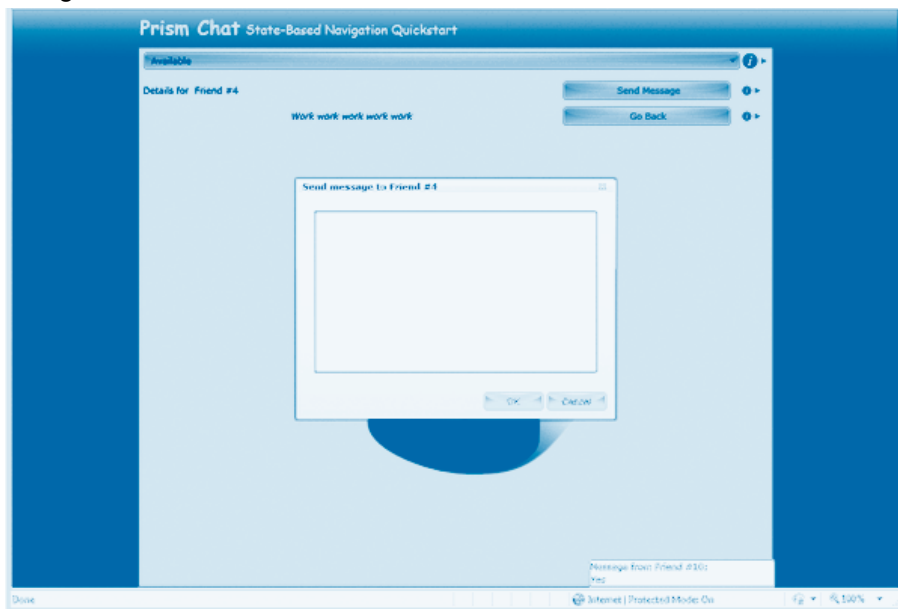 Prism Chat State-Based Navigation Quickstart
Available
Details for Friend #4
Send Message
Work work work work work
Go Back
Send message to Friend #4
OK
Cancel
Message from Friend #10:
Yes
Done
Internet | Protected Mode: On
100%